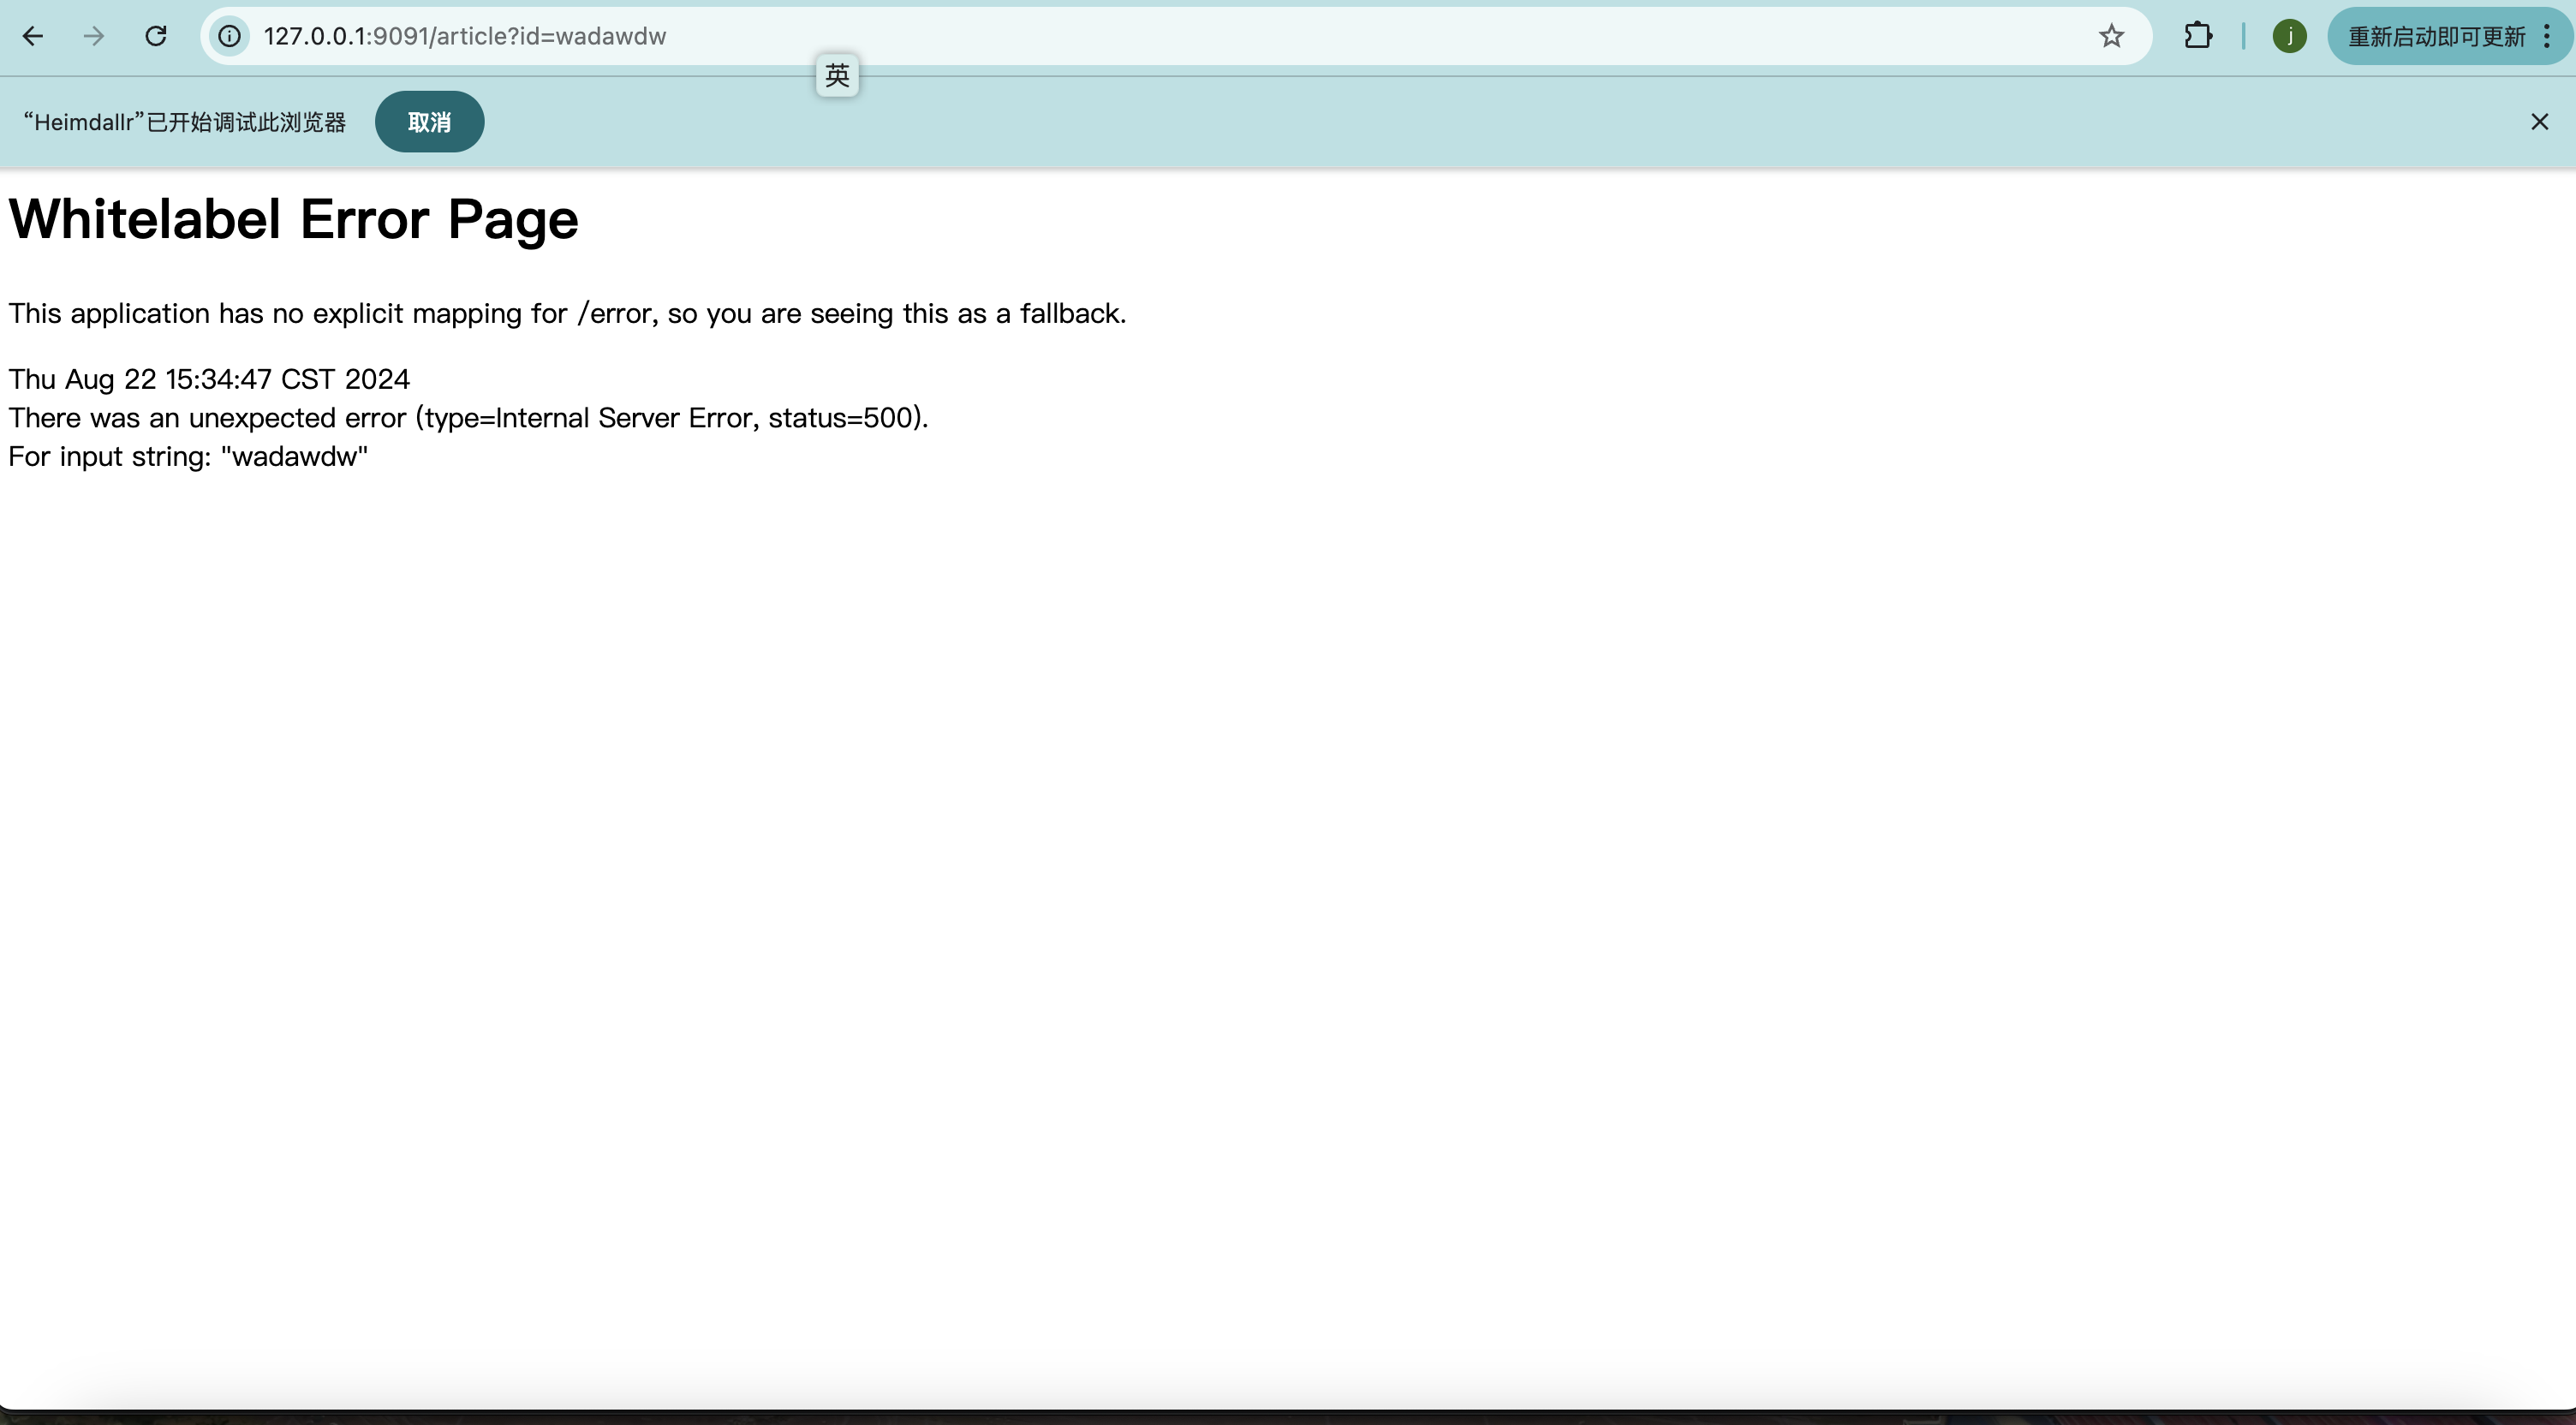 127.0.0.1:9091/article?id=wadawdw
j
重新启动即可更新
英
“Heimdallr”已开始调试此浏览器
取消
Whitelabel Error Page
This application has no explicit mapping for /error, so you are seeing this as a fallback.
Thu Aug 22 15:34:47 CST 2024
There was an unexpected error (type=Internal Server Error, status=500).
For input string: "wadawdw"